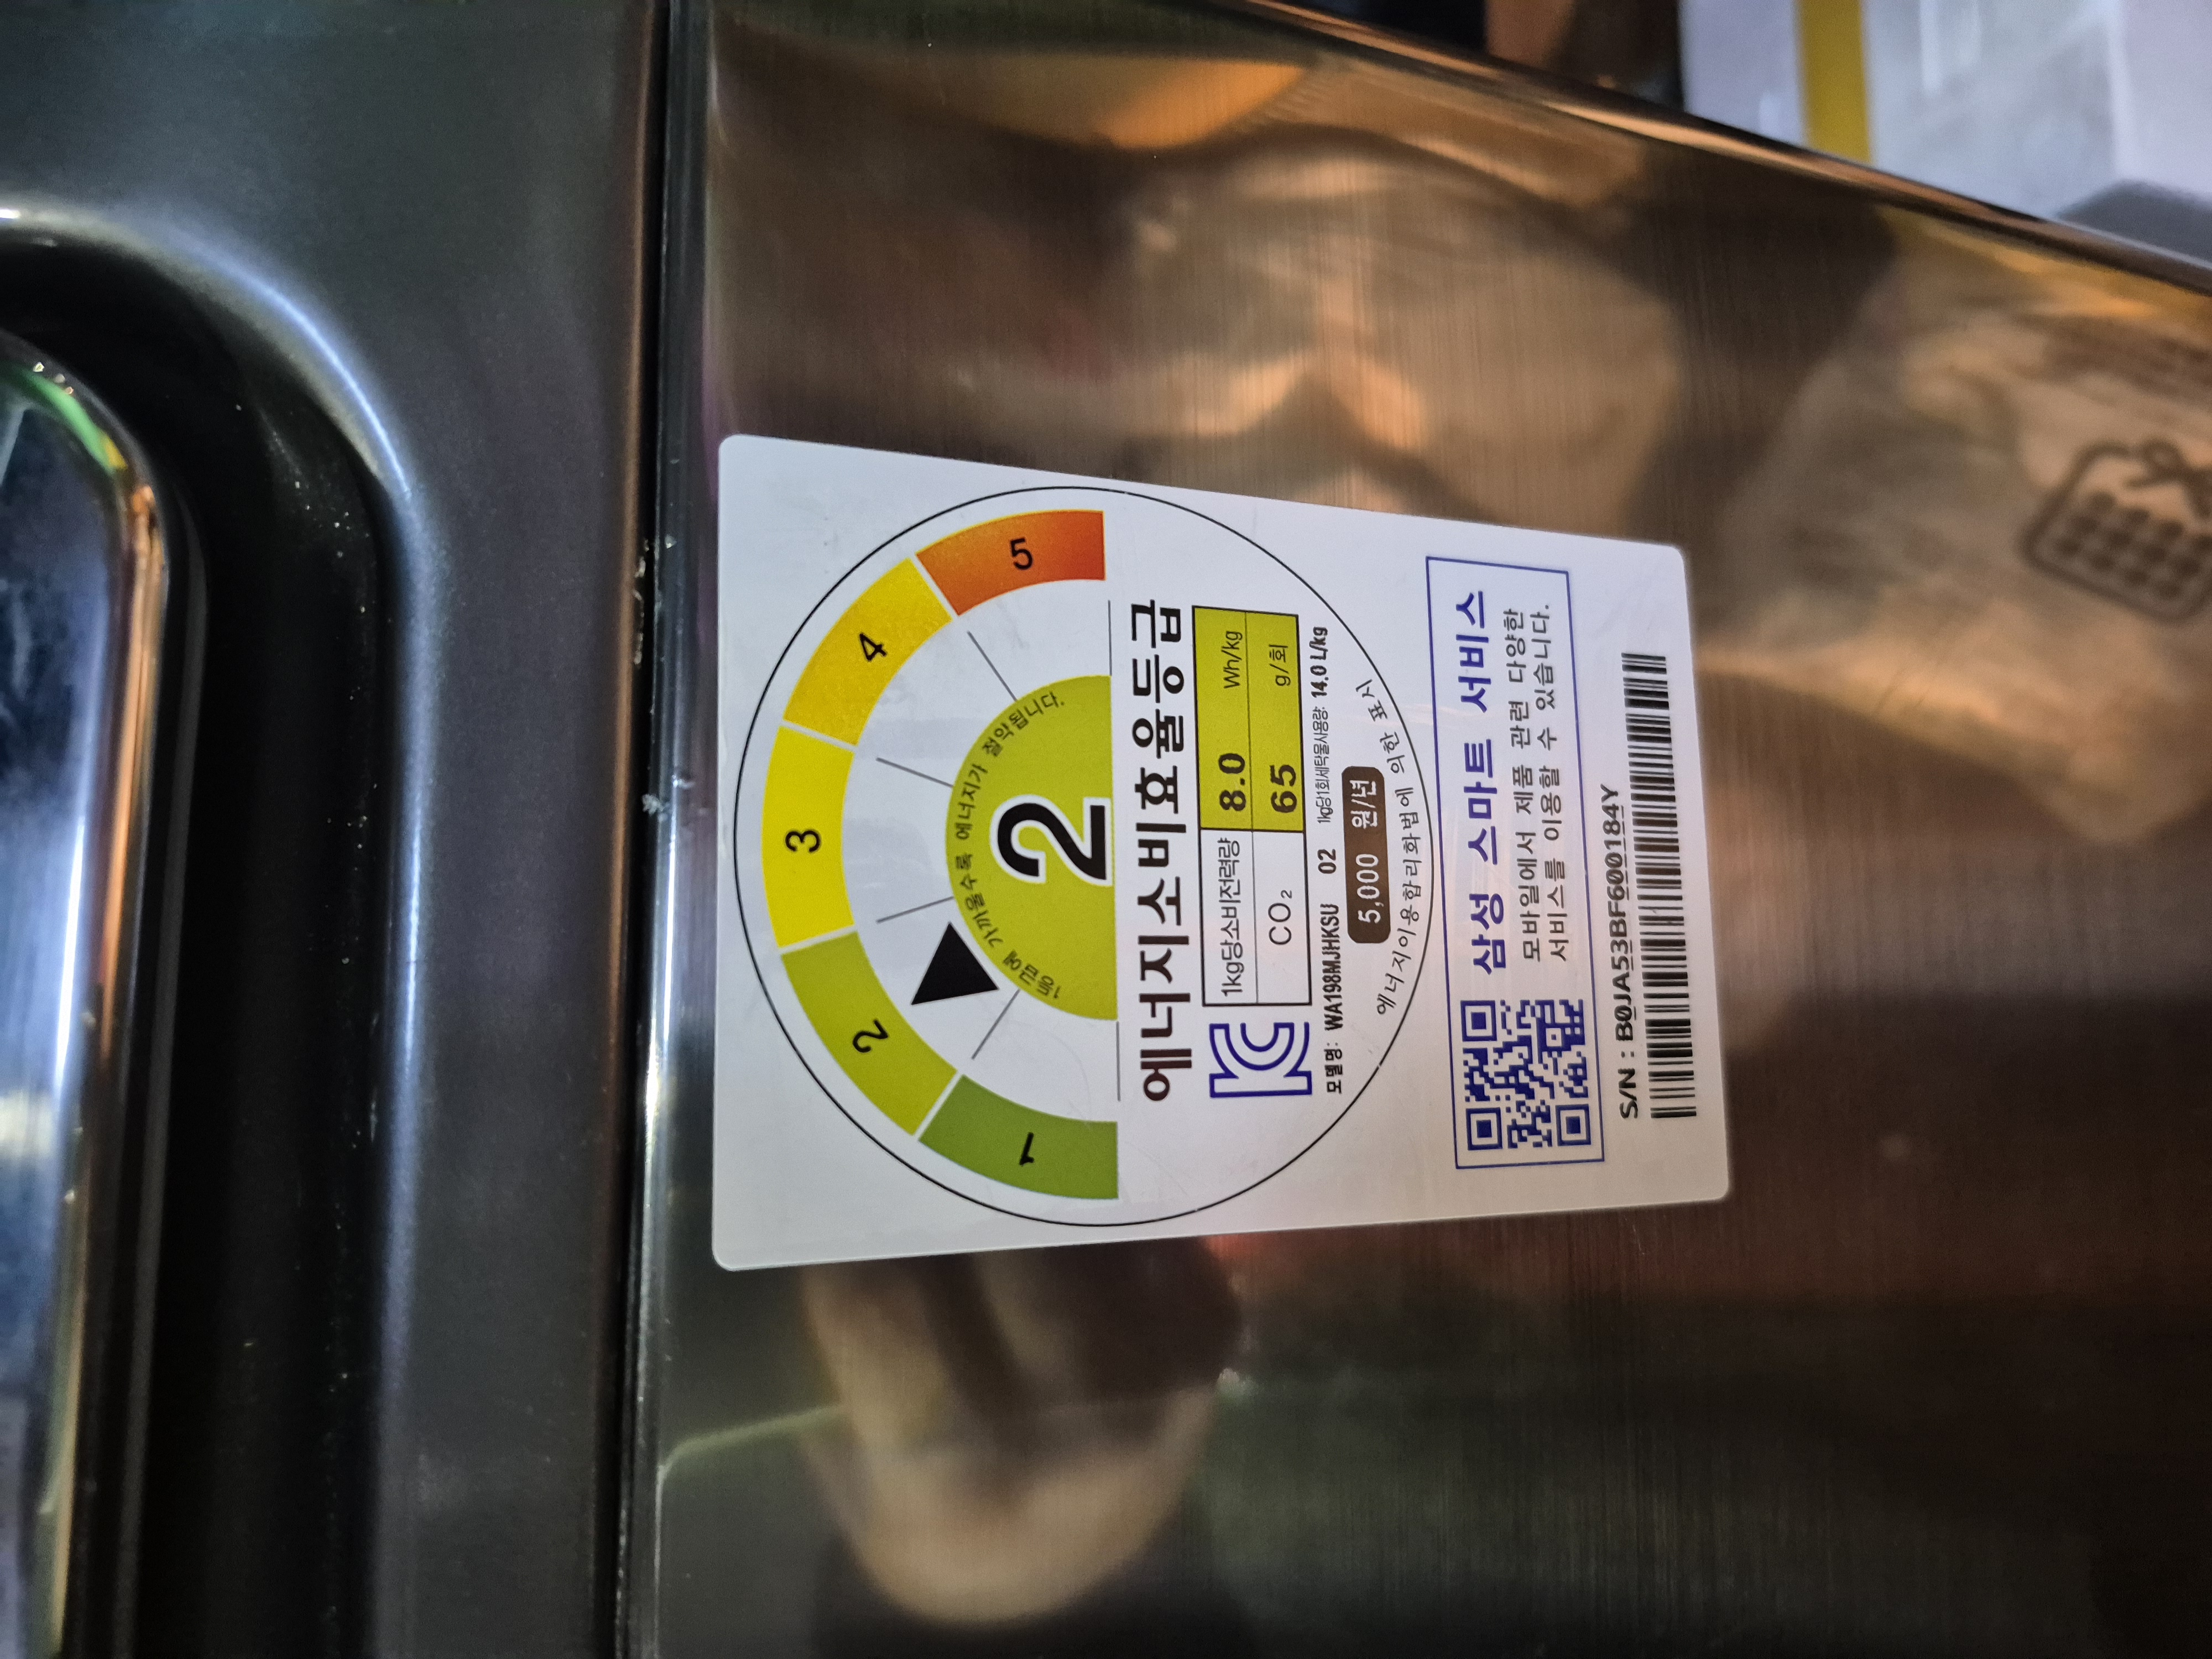 1 2 3 4 5
1등급에 가까울수록 에너지가 절약됩니다.
2
에너지소비효율등급
1kg당소비전력량 8.0 Wh/kg
CO₂ 65 g/회
모델명: WA198MJHKSU 02 1kg당1회세탁물사용량: 14.0 L/kg
5,000 원/년
에너지이용합리화법에 의한 표시
삼성 스마트 서비스
모바일에서 제품 관련 다양한
서비스를 이용할 수 있습니다.
S/N : B0JA53BF600184Y